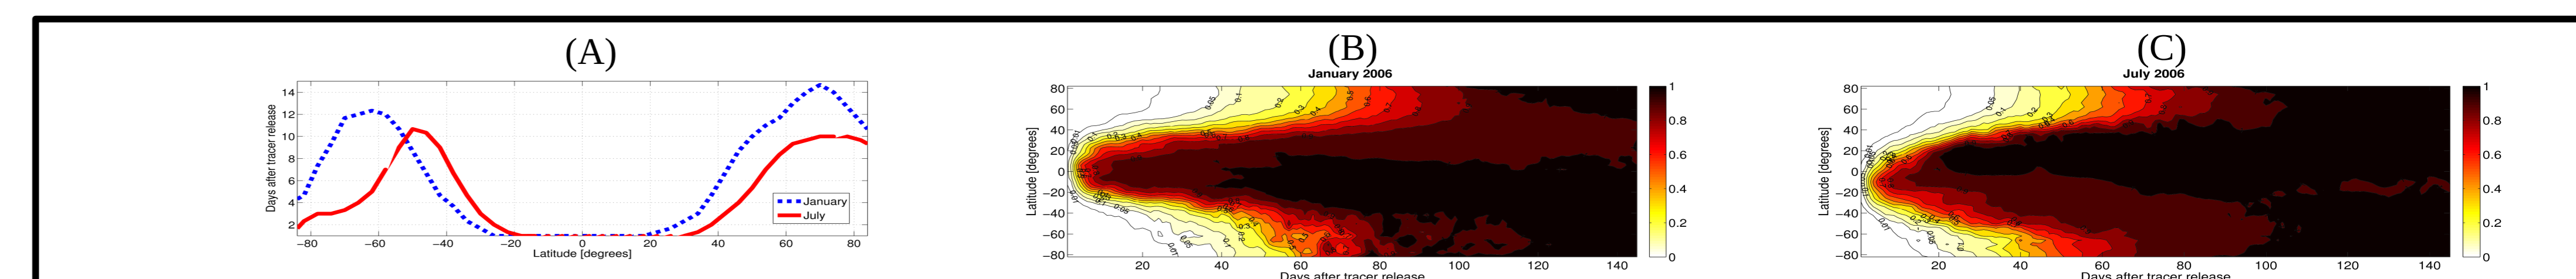 (A)
Days after tracer release
14
12
10
8
6
4
2
January
July
−80 −60 −40 −20 0 20 40 60 80
Latitude [degrees]
(B)
January 2006
Latitude [degrees]
80
60
40
20
0
−20
−40
−60
−80
20 40 60 80 100 120 140
Days after tracer release
1
0.8
0.6
0.4
0.2
0
(C)
July 2006
Latitude [degrees]
80
60
40
20
0
−20
−40
−60
−80
20 40 60 80 100 120 140
Days after tracer release
1
0.8
0.6
0.4
0.2
0